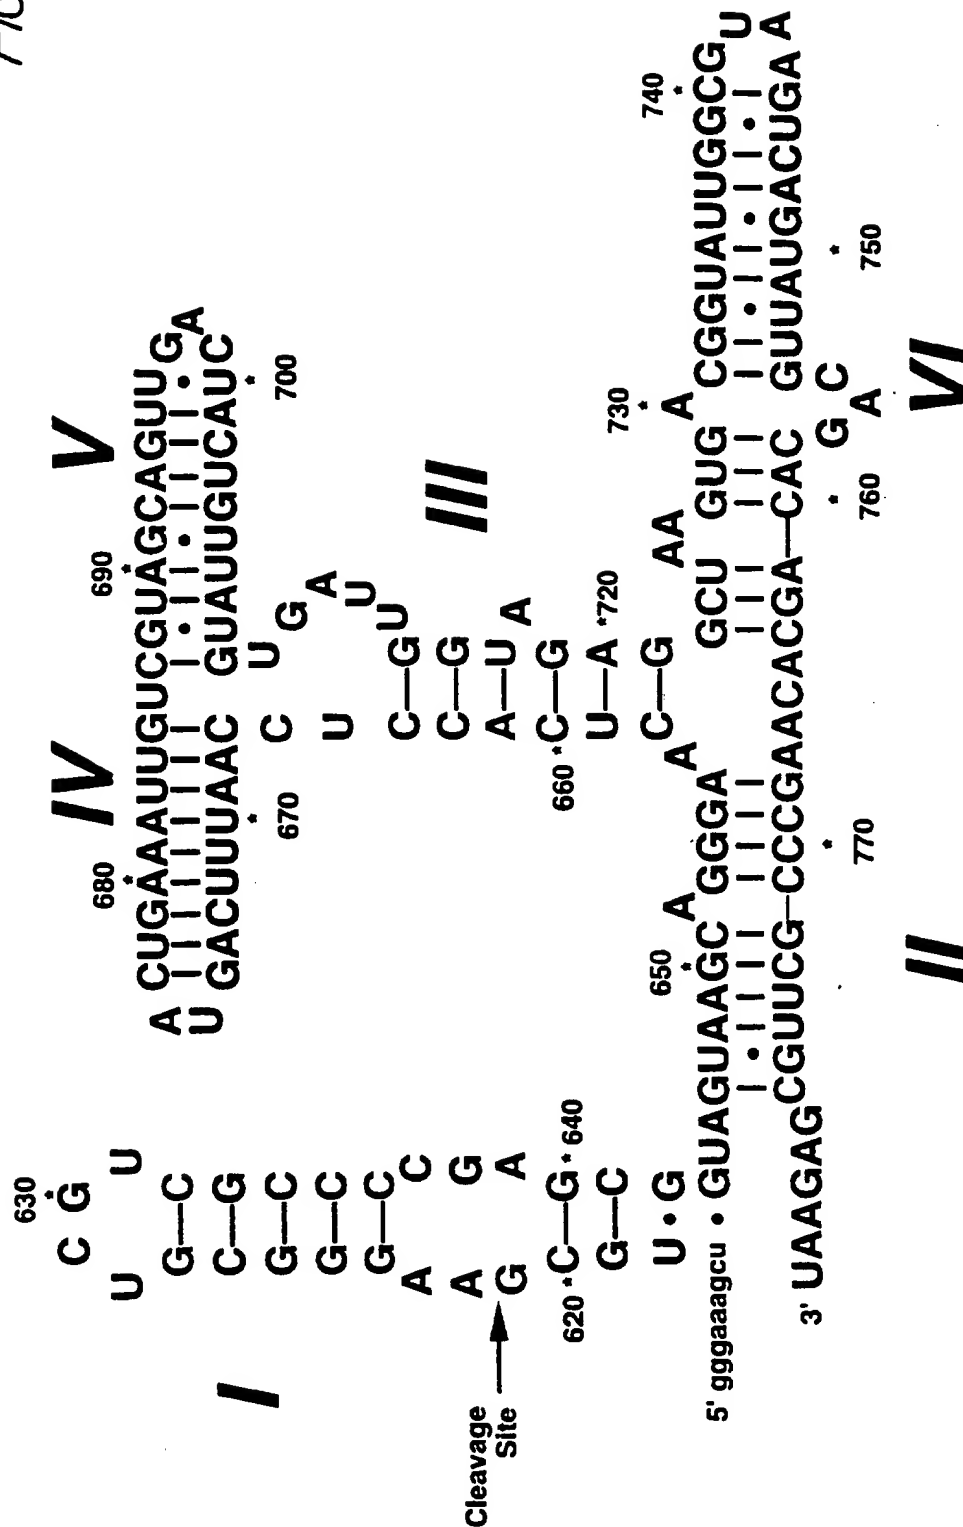 IV
V
I
II
III
VI
630
*
C G
U U
G—C
C—G
G—C
G—C
G—C
A C
A G
G A
Cleavage
Site
620 * C—G * 640
G—C
U • G
680 * 690 *
A CUGAAAUUGUCGUAGCAGUU G
U GACUUUAAC GUAUUGUCAUC A
* 670 * 700
C U
U G A U U
C—G
C—G
A—U A
660 * C—G
U—A *720
C—G
650 * 730 * 740 *
5' gggaaagcu • GUAGUAAGC A GGGA A GCU AA GUG A CGGUAUUGGCG U
3' UAAGAG CGUUCG—CCCGAACACGA—CAC G A C GUUAUGACUGA A
* 770 * 760 * 750